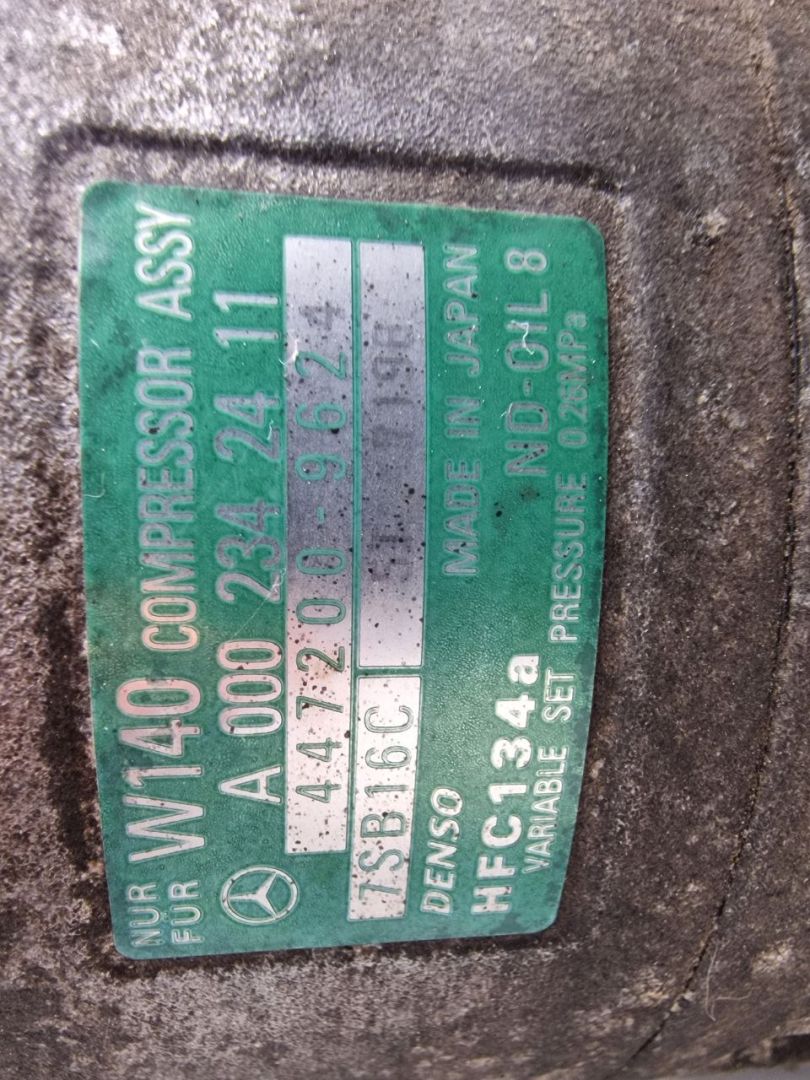 NUR FÜR W140 COMPRESSOR ASSY
A 000 234 24 11
447200-9624
7SB16C
DENSO MADE IN JAPAN
HFC134a ND-OIL 8
VARIABLE SET PRESSURE 0.26MPa